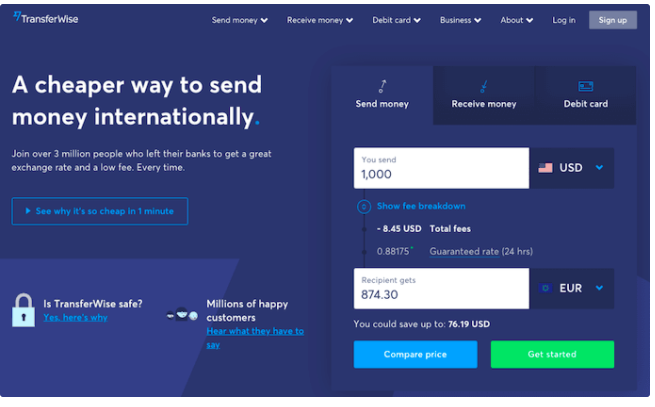 TransferWise
Send money
Receive money
Debit card
Business
About
Log in
Sign up
A cheaper way to send
money internationally.
Join over 3 million people who left their banks to get a great
exchange rate and a low fee. Every time.
See why it's so cheap in 1 minute
Is TransferWise safe?
Yes, here's why
Millions of happy
customers
Hear what they have to
say
Send money
Receive money
Debit card
You send
1,000
USD
Show fee breakdown
- 8.45 USD Total fees
0.88175* Guaranteed rate (24 hrs)
Recipient gets
874.30
EUR
You could save up to: 76.19 USD
Compare price
Get started